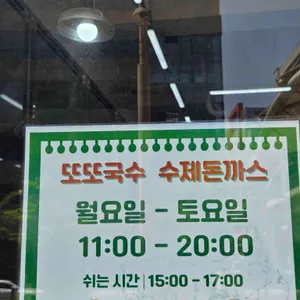 또또국수 수제돈까스
월요일 - 토요일
11:00 - 20:00
쉬는 시간 | 15:00 - 17:00